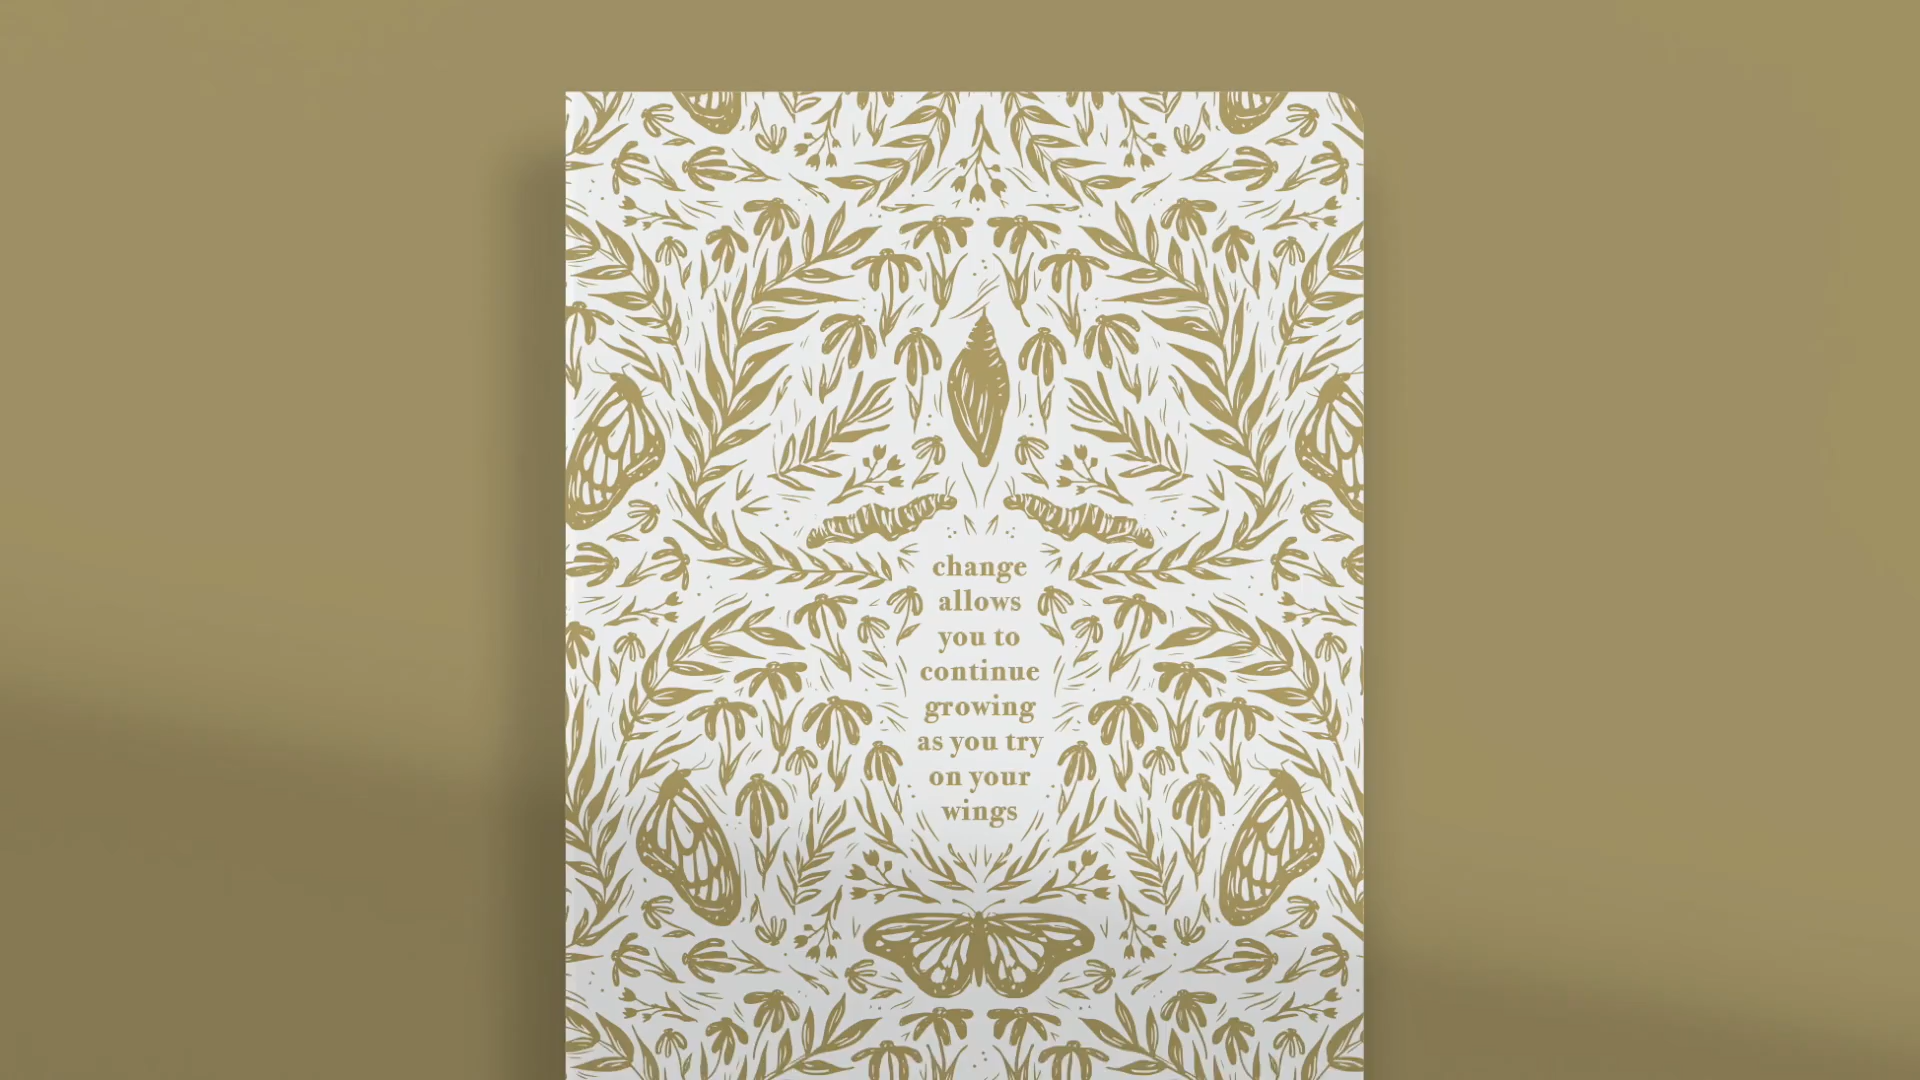 change
allows
you to
continue
growing
as you try
on your
wings